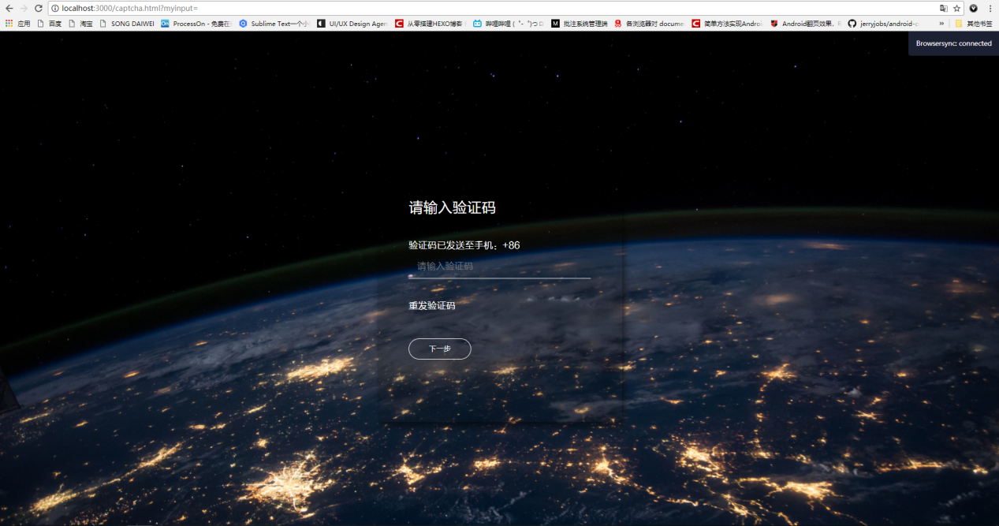 localhost:3000/captcha.html?myinput=
应用 百度 淘宝 SONG DAIWEI ProcessOn - 免费在 Sublime Text一个小 UI/UX Design Agen 从零搭建HEXO博客 哔哩哔哩 ( ゜- ゜)つロ 批注系统管理端 各浏览器对 docume 简单方法实现Androi Android翻页效果, jerryjobs/android- » 其他书签
Browsersync: connected
请输入验证码
验证码已发送至手机：+86
请输入验证码
重发验证码
下一步